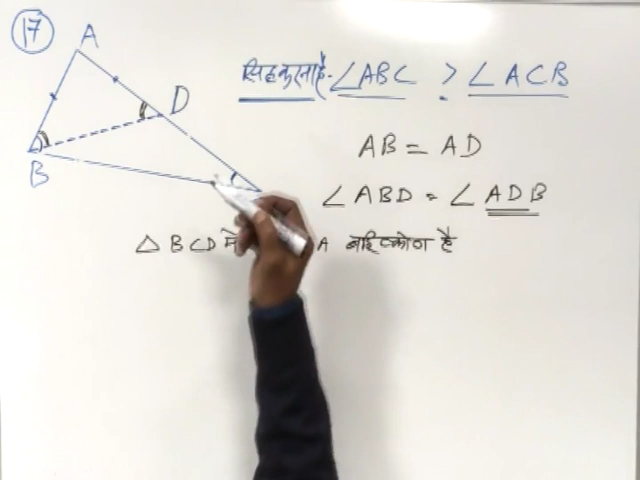 17
A
D
B
सिद्ध करना है- ∠ABC > ∠ACB
AB = AD
∠ABD = ∠ADB
△BCD में A बहिष्कोण है